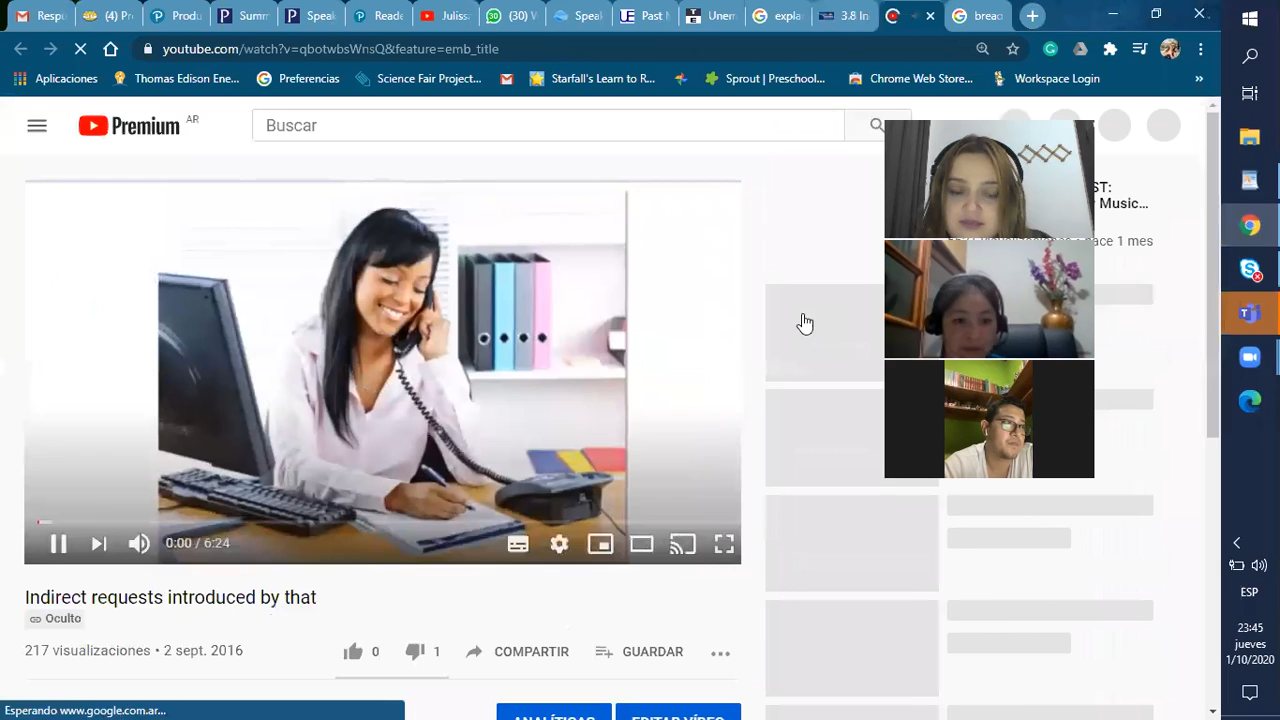 Respu
(4) Pr
Produ
Summ
Speak
Reade
Julissa
(30) W
Speak
Past M
Unem
expla
3.8 In
breac
youtube.com/watch?v=qbotwbsWnsQ&feature=emb_title
Aplicaciones
Thomas Edison Ene...
Preferencias
Science Fair Project...
Starfall's Learn to R...
Sprout | Preschool...
Chrome Web Store...
Workspace Login
»
Premium AR
Buscar
ST:
Music...
hace 1 mes
0:00 / 6:24
Indirect requests introduced by that
Oculto
217 visualizaciones • 2 sept. 2016
0
1
COMPARTIR
GUARDAR
ANALÍTICAS
EDITAR VÍDEO
Esperando www.google.com.ar...
ESP
23:45
jueves
1/10/2020